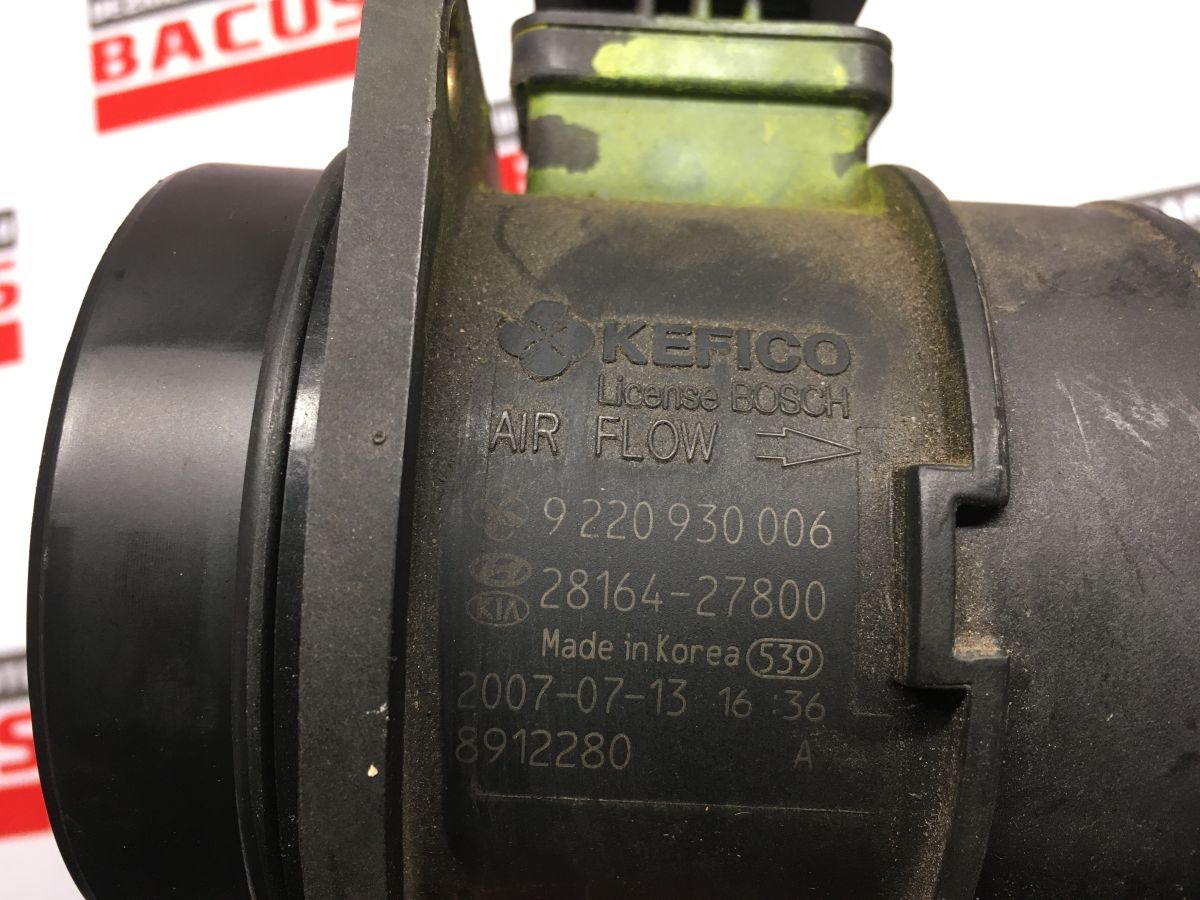 BACUS
KEFICO
License BOSCH
AIR FLOW
9 220 930 006
28164-27800
KIA
Made in Korea 539
2007-07-13 16:36
8912280 A